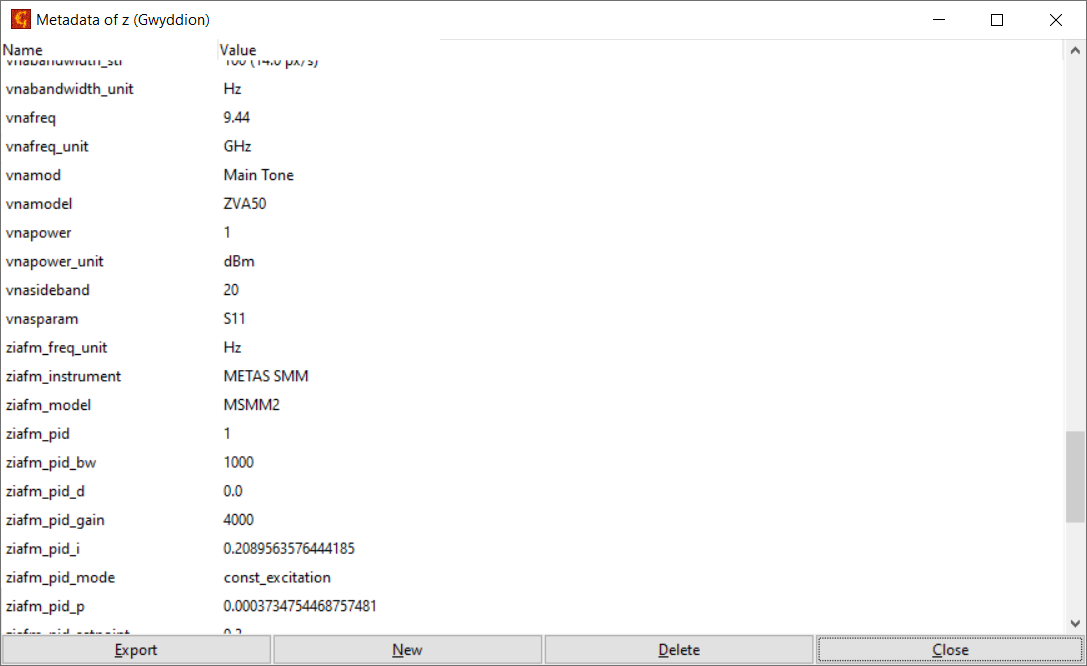 Metadata of z (Gwyddion)
Name Value
vnabandwidth_unit Hz
vnafreq 9.44
vnafreq_unit GHz
vnamod Main Tone
vnamodel ZVA50
vnapower 1
vnapower_unit dBm
vnasideband 20
vnasparam S11
ziafm_freq_unit Hz
ziafm_instrument METAS SMM
ziafm_model MSMM2
ziafm_pid 1
ziafm_pid_bw 1000
ziafm_pid_d 0.0
ziafm_pid_gain 4000
ziafm_pid_i 0.2089563576444185
ziafm_pid_mode const_excitation
ziafm_pid_p 0.0003734754468757481
Export New Delete Close